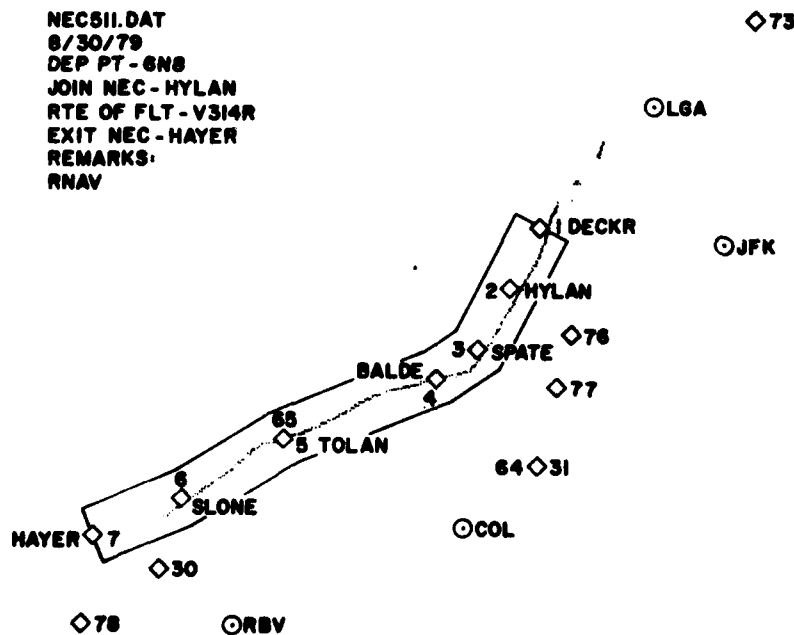 NEC511.DAT
8/30/79
DEP PT-6N8
JOIN NEC-HYLAN
RTE OF FLT-V314R
EXIT NEC-HAYER
REMARKS:
RNAV
73
LGA
1 DECKR
JFK
2 HYLAN
76
3 SPATE
BALDE
4
77
65
5 TOLAN
64 31
6
SLONE
COL
HAYER 7
30
78
RBV